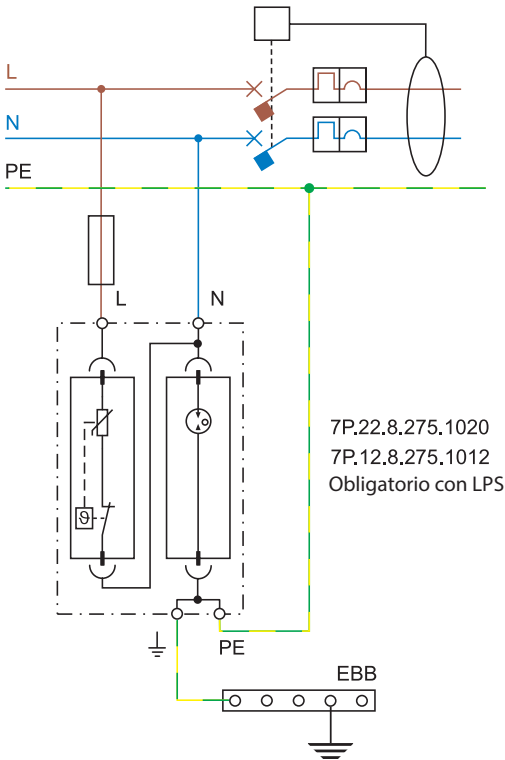 L
N
PE
L
N
7P.22.8.275.1020
7P.12.8.275.1012
Obligatorio con LPS
ϑ
PE
EBB